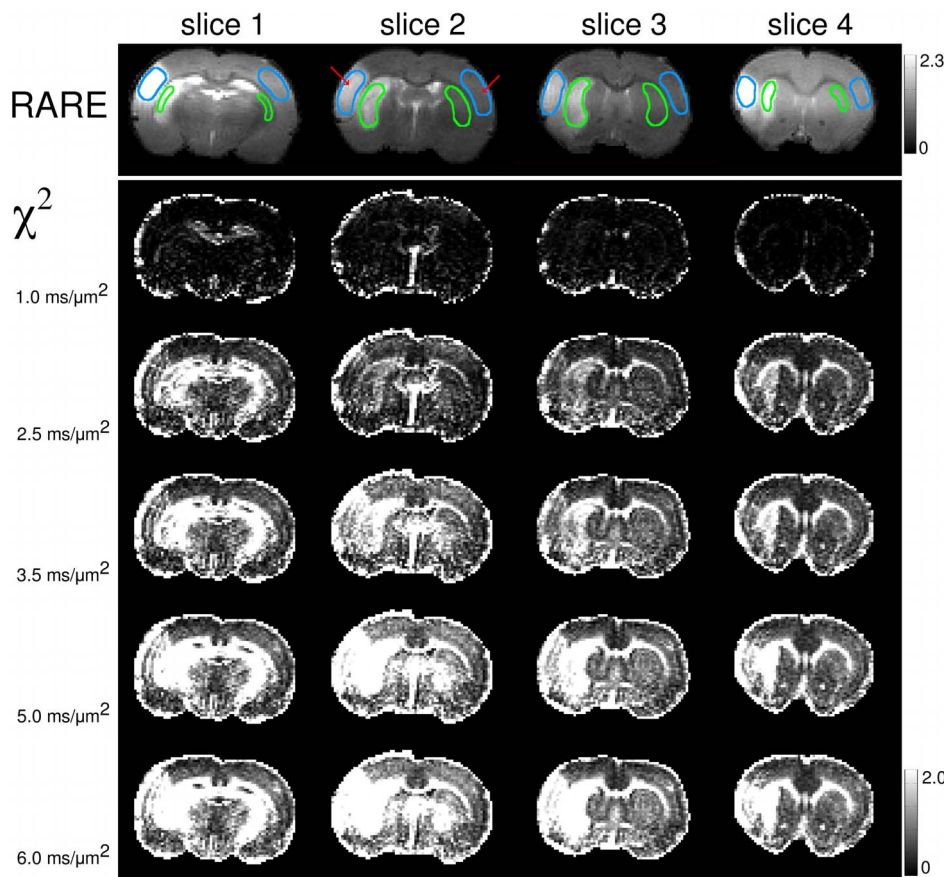 slice 1 slice 2 slice 3 slice 4
RARE
2.3
0
χ²
1.0 ms/µm²
2.5 ms/µm²
3.5 ms/µm²
5.0 ms/µm²
6.0 ms/µm²
2.0
0